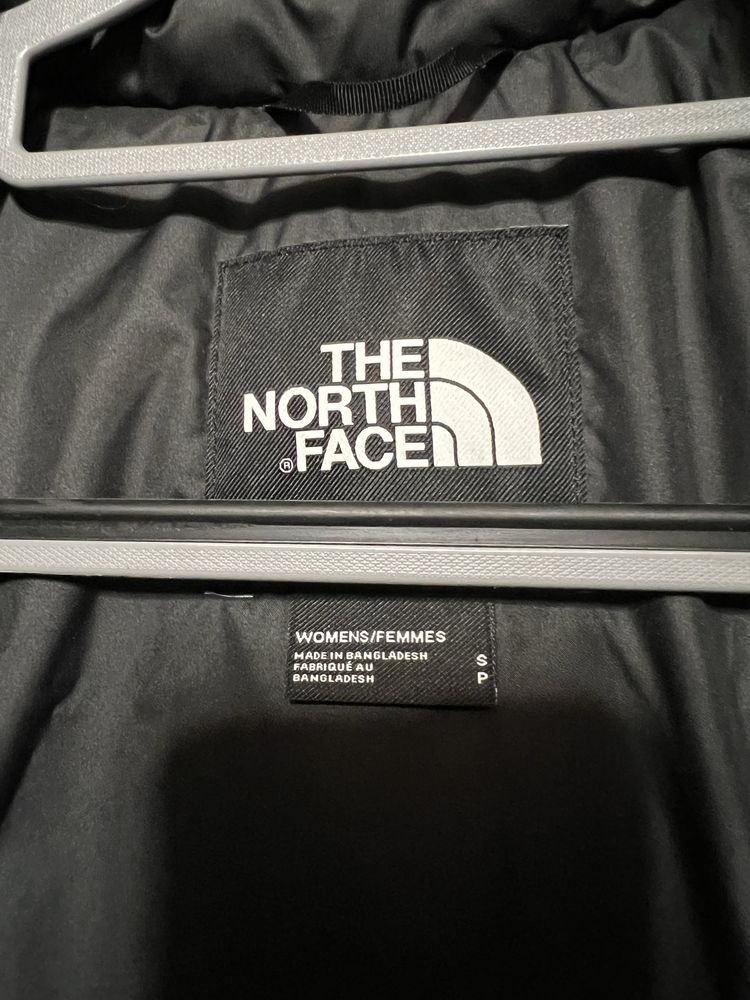 THE
NORTH
® FACE
WOMENS/FEMMES
MADE IN BANGLADESH S
FABRIQUÉ AU
BANGLADESH P